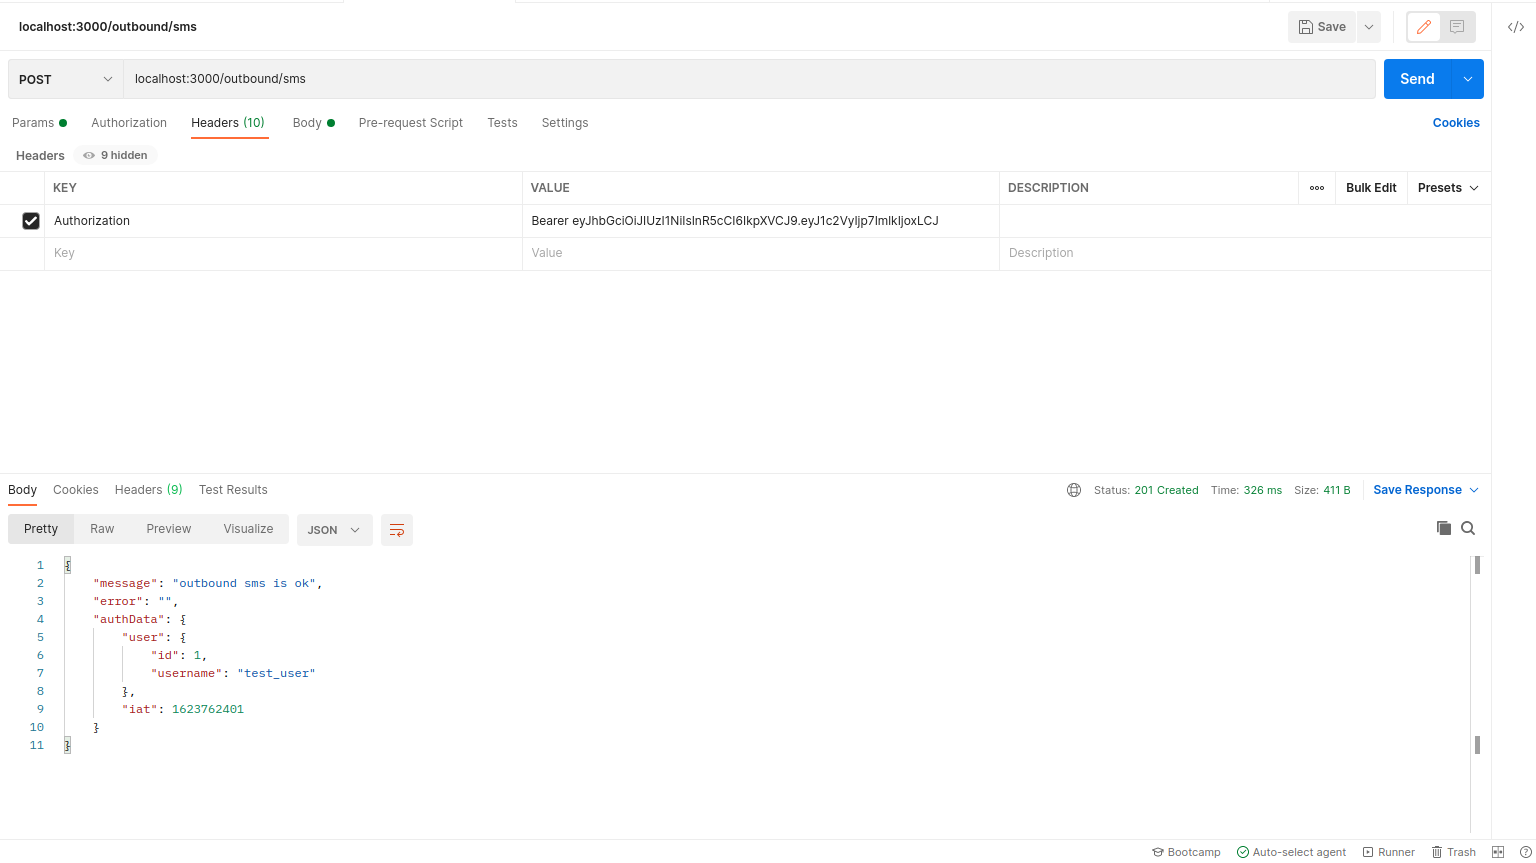 localhost:3000/outbound/sms
Save
POST
localhost:3000/outbound/sms
Send
Params
Authorization
Headers (10)
Body
Pre-request Script
Tests
Settings
Cookies
Headers
9 hidden
KEY
VALUE
DESCRIPTION
Bulk Edit
Presets
Authorization
Bearer eyJhbGciOiJIUzI1NiIsInR5cCI6IkpXVCJ9.eyJ1c2VyIjp7ImlkIjoxLCJ
Key
Value
Description
Body
Cookies
Headers (9)
Test Results
Status: 201 Created
Time: 326 ms
Size: 411 B
Save Response
Pretty
Raw
Preview
Visualize
JSON
1 {
2 "message": "outbound sms is ok",
3 "error": "",
4 "authData": {
5 "user": {
6 "id": 1,
7 "username": "test_user"
8 },
9 "iat": 1623762401
10 }
11 }
Bootcamp
Auto-select agent
Runner
Trash